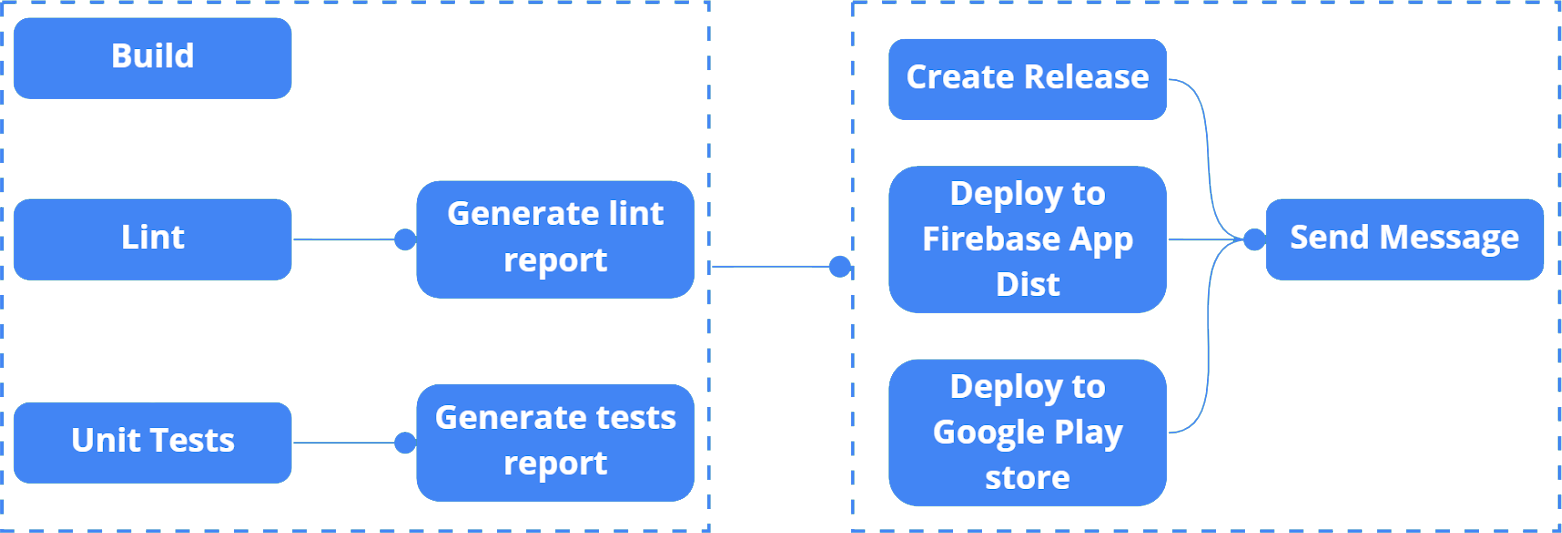 Build
Lint
Generate lint
report
Unit Tests
Generate tests
report
Create Release
Deploy to
Firebase App
Dist
Deploy to
Google Play
store
Send Message